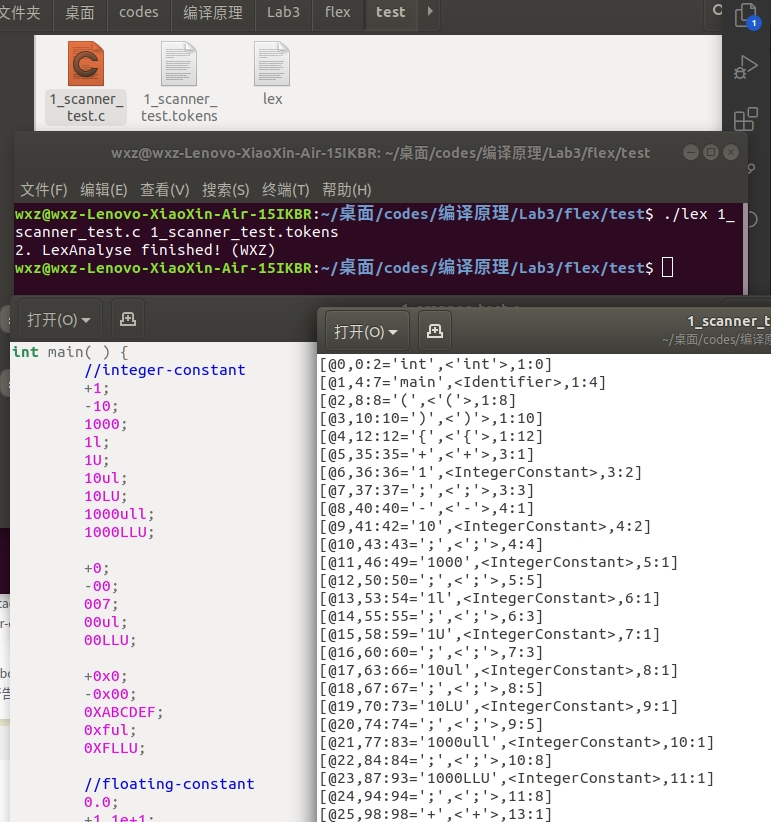 文件夹 桌面 codes 编译原理 Lab3 flex test
1
1_scanner_
test.c
1_scanner_
test.tokens
lex
wxz@wxz-Lenovo-XiaoXin-Air-15IKBR: ~/桌面/codes/编译原理/Lab3/flex/test
文件(F) 编辑(E) 查看(V) 搜索(S) 终端(T) 帮助(H)
wxz@wxz-Lenovo-XiaoXin-Air-15IKBR:~/桌面/codes/编译原理/Lab3/flex/test$ ./lex 1_
scanner_test.c 1_scanner_test.tokens
2. LexAnalyse finished! (WXZ)
wxz@wxz-Lenovo-XiaoXin-Air-15IKBR:~/桌面/codes/编译原理/Lab3/flex/test$
打开(O)
int main( ) {
//integer-constant
+1;
-10;
1000;
1l;
1U;
10ul;
10LU;
1000ull;
1000LLU;
+0;
-00;
007;
00ul;
00LLU;
+0x0;
-0x00;
0XABCDEF;
0xful;
0XFLLU;
//floating-constant
0.0;
+1.1e+1;
打开(O)
1_scanner_t
~/桌面/codes/编译原
[@0,0:2='int',<'int'>,1:0]
[@1,4:7='main',<Identifier>,1:4]
[@2,8:8='(',<'('>,1:8]
[@3,10:10=')',<')'>,1:10]
[@4,12:12='{',<'{'>,1:12]
[@5,35:35='+',<'+'>,3:1]
[@6,36:36='1',<IntegerConstant>,3:2]
[@7,37:37=';',<';'>,3:3]
[@8,40:40='-',<'-'>,4:1]
[@9,41:42='10',<IntegerConstant>,4:2]
[@10,43:43=';',<';'>,4:4]
[@11,46:49='1000',<IntegerConstant>,5:1]
[@12,50:50=';',<';'>,5:5]
[@13,53:54='1l',<IntegerConstant>,6:1]
[@14,55:55=';',<';'>,6:3]
[@15,58:59='1U',<IntegerConstant>,7:1]
[@16,60:60=';',<';'>,7:3]
[@17,63:66='10ul',<IntegerConstant>,8:1]
[@18,67:67=';',<';'>,8:5]
[@19,70:73='10LU',<IntegerConstant>,9:1]
[@20,74:74=';',<';'>,9:5]
[@21,77:83='1000ull',<IntegerConstant>,10:1]
[@22,84:84=';',<';'>,10:8]
[@23,87:93='1000LLU',<IntegerConstant>,11:1]
[@24,94:94=';',<';'>,11:8]
[@25,98:98='+',<'+'>,13:1]